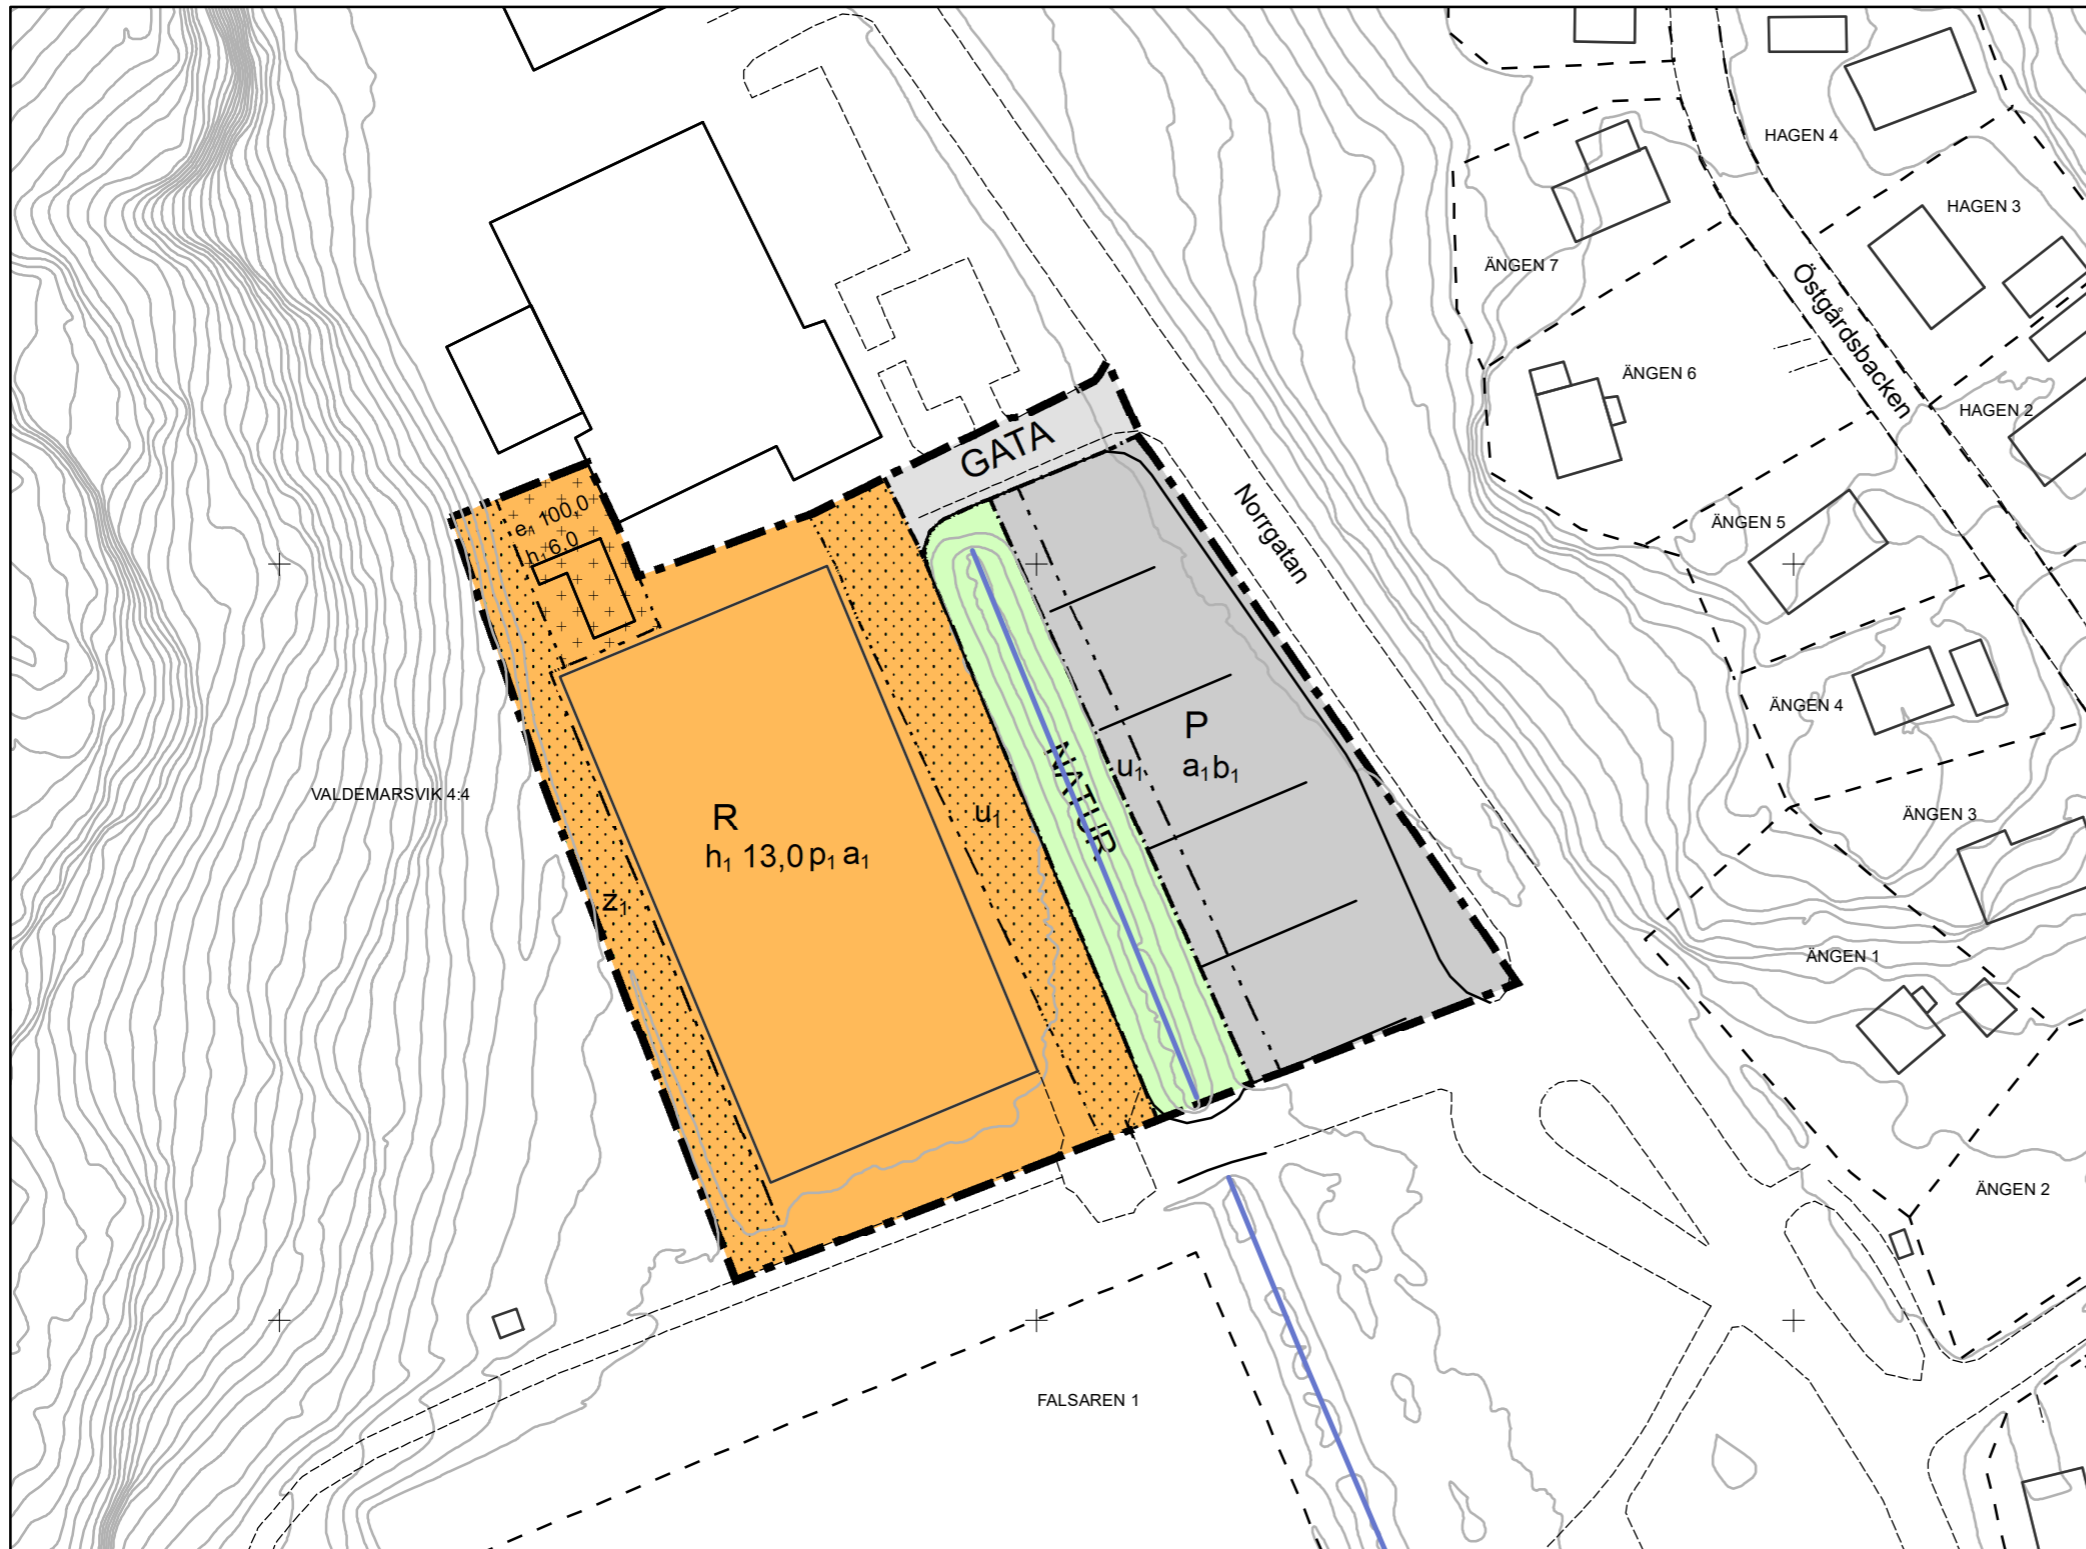 HAGEN 4
HAGEN 3
ÄNGEN 7
Östgårdsbacken
ÄNGEN 6
HAGEN 2
GATA
Norrgatan
e₁ 100,0
h₁ 6,0
ÄNGEN 5
ÄNGEN 4
P
a₁ b₁
u₁
NATUR
VALDEMARSVIK 4:4
R
h₁ 13,0 p₁ a₁
u₁
ÄNGEN 3
z₁
ÄNGEN 1
ÄNGEN 2
FALSAREN 1